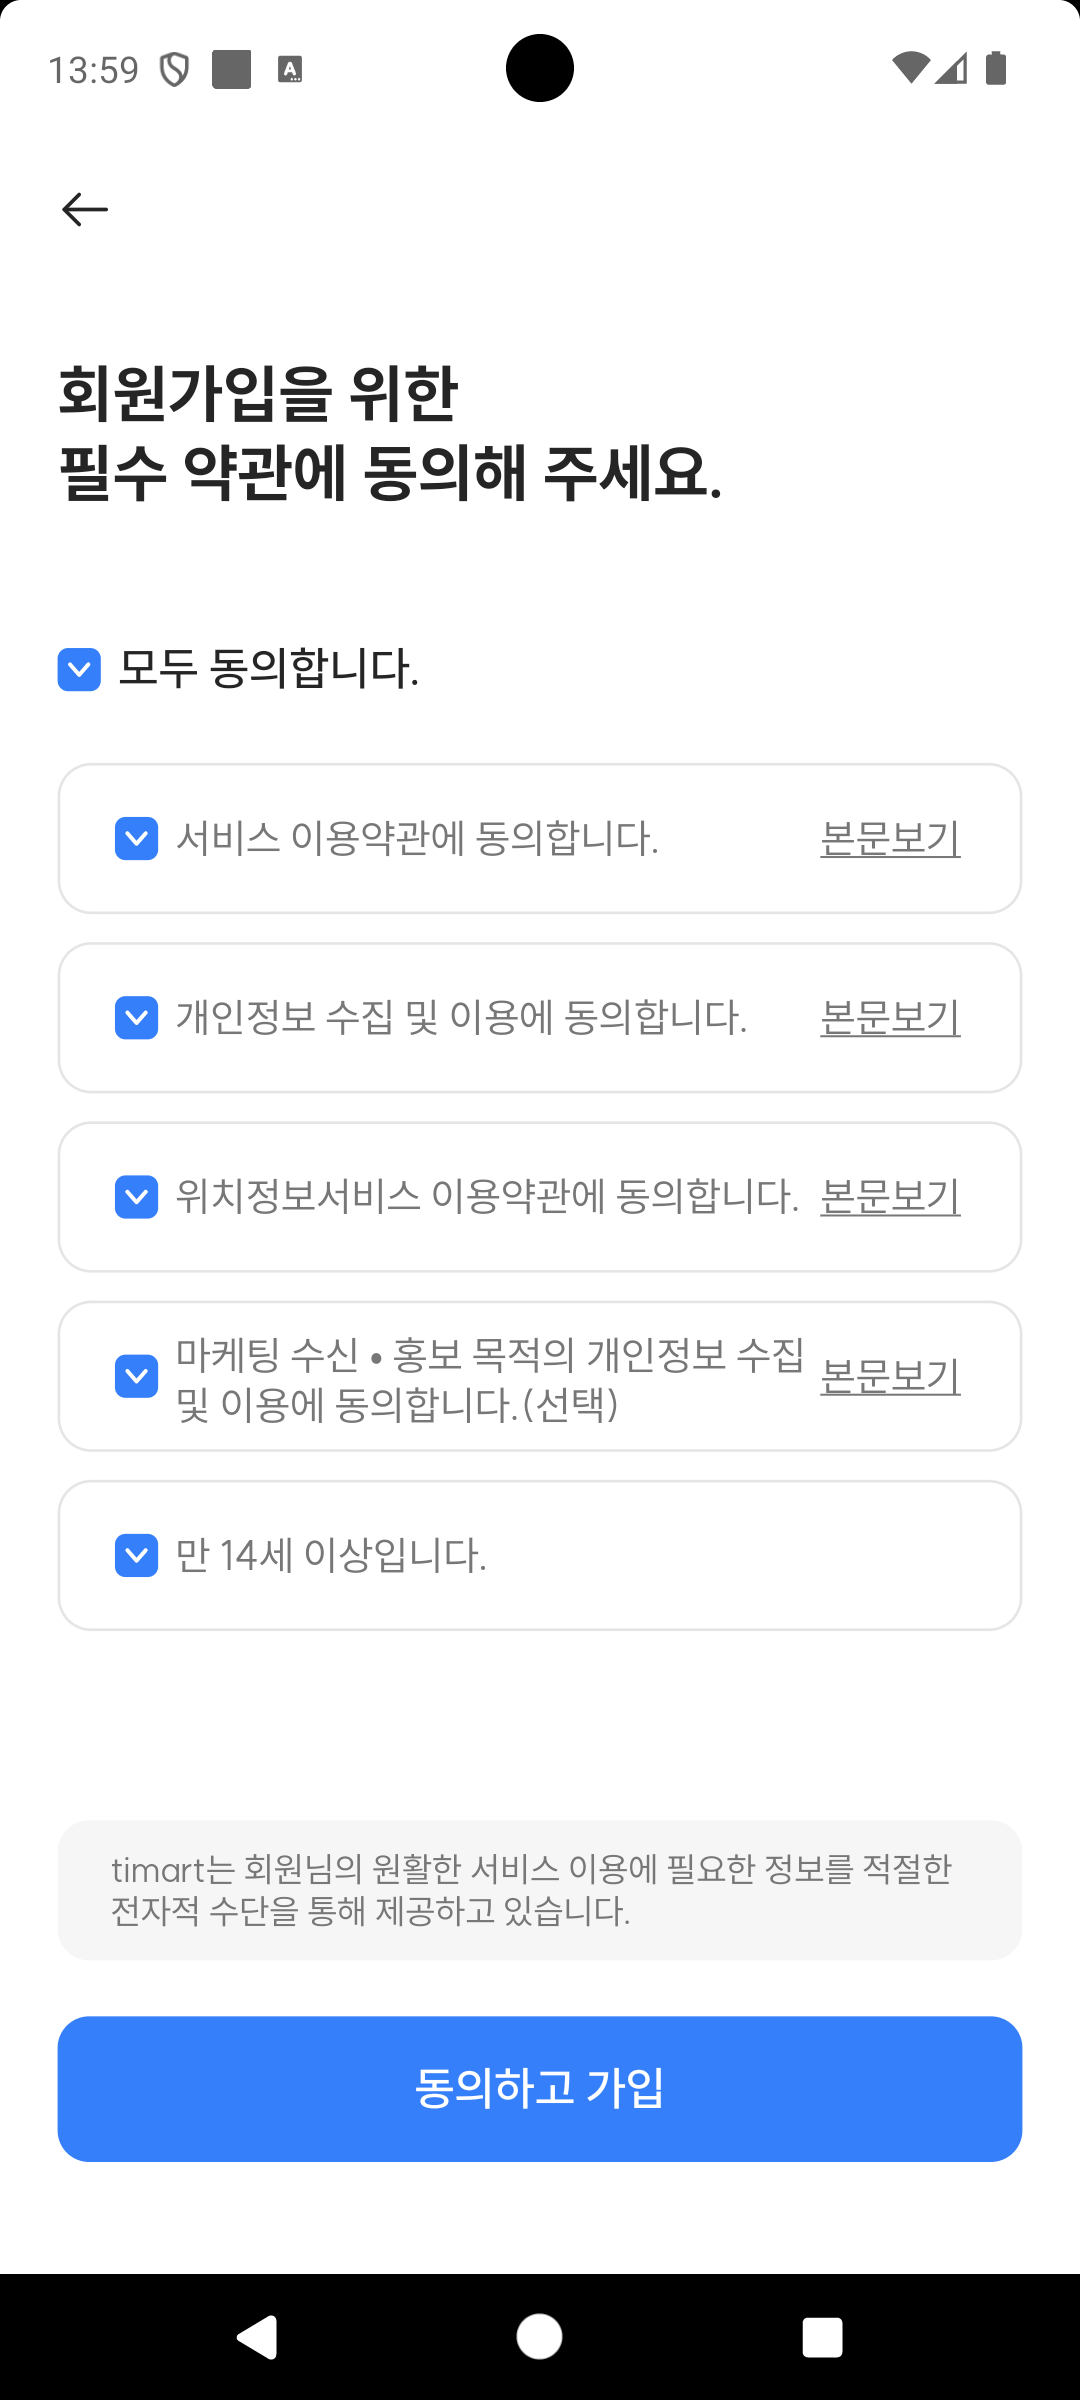 13:59
회원가입을 위한
필수 약관에 동의해 주세요.
모두 동의합니다.
서비스 이용약관에 동의합니다. 본문보기
개인정보 수집 및 이용에 동의합니다. 본문보기
위치정보서비스 이용약관에 동의합니다. 본문보기
마케팅 수신 • 홍보 목적의 개인정보 수집
및 이용에 동의합니다.(선택)
본문보기
만 14세 이상입니다.
timart는 회원님의 원활한 서비스 이용에 필요한 정보를 적절한
전자적 수단을 통해 제공하고 있습니다.
동의하고 가입